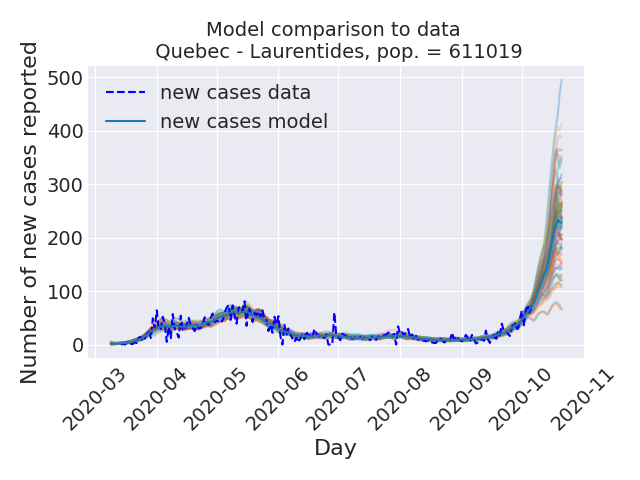 Model comparison to data
Quebec - Laurentides, pop. = 611019
new cases data
new cases model
Number of new cases reported
500
400
300
200
100
0
2020-03
2020-04
2020-05
2020-06
2020-07
2020-08
2020-09
2020-10
2020-11
Day